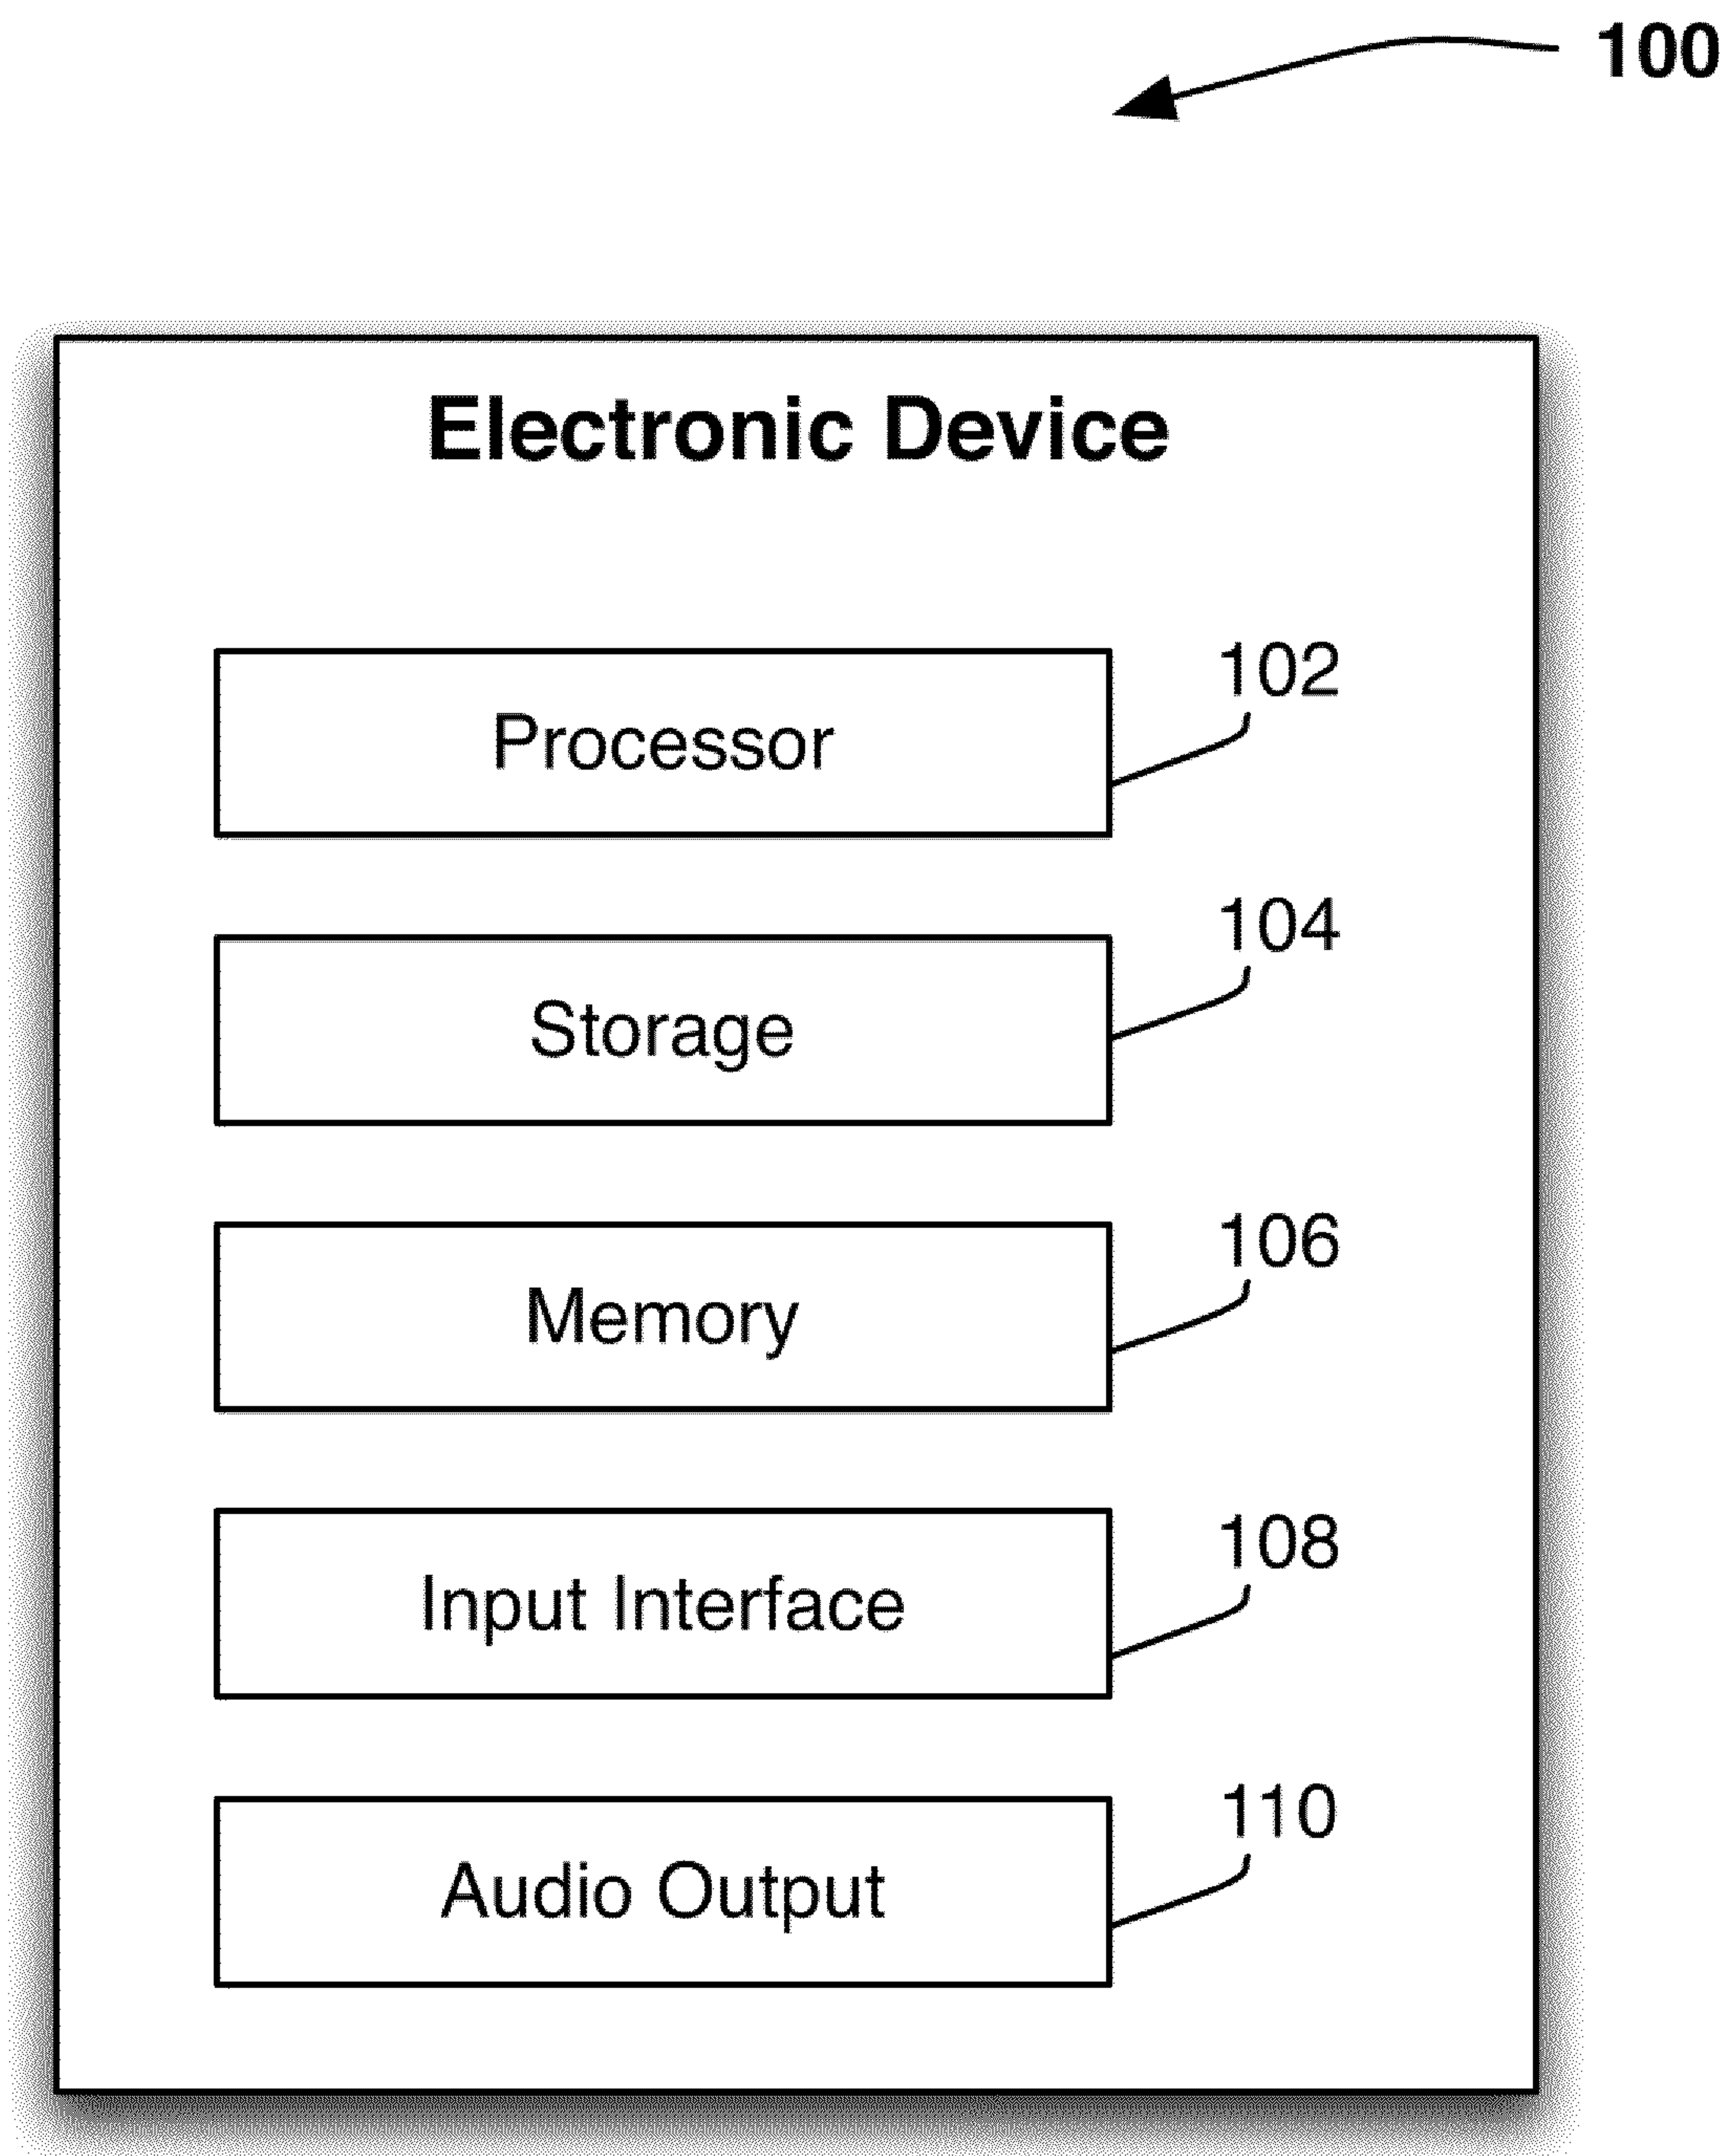 100
Electronic Device
102
Processor
104
Storage
106
Memory
108
Input Interface
110
Audio Output